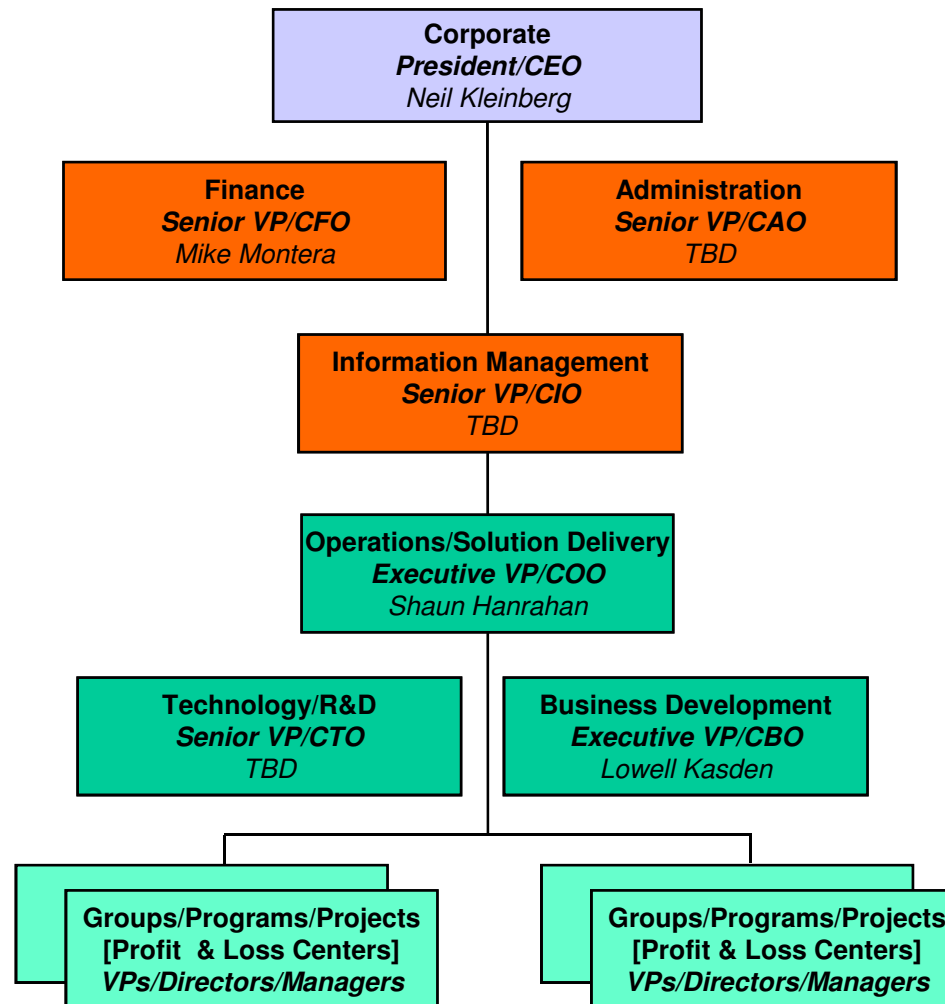 Corporate
President/CEO
Neil Kleinberg
Finance
Senior VP/CFO
Mike Montera
Administration
Senior VP/CAO
TBD
Information Management
Senior VP/CIO
TBD
Operations/Solution Delivery
Executive VP/COO
Shaun Hanrahan
Technology/R&D
Senior VP/CTO
TBD
Business Development
Executive VP/CBO
Lowell Kasden
Groups/Programs/Projects
[Profit & Loss Centers]
VPs/Directors/Managers
Groups/Programs/Projects
[Profit & Loss Centers]
VPs/Directors/Managers